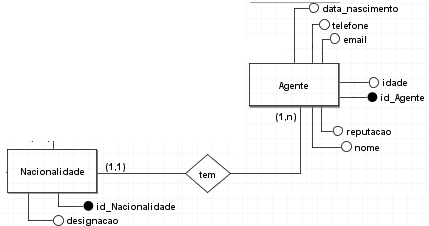 data_nascimento
telefone
email
Agente
idade
id_Agente
(1,n)
reputacao
nome
Nacionalidade
(1,1)
tem
id_Nacionalidade
designacao